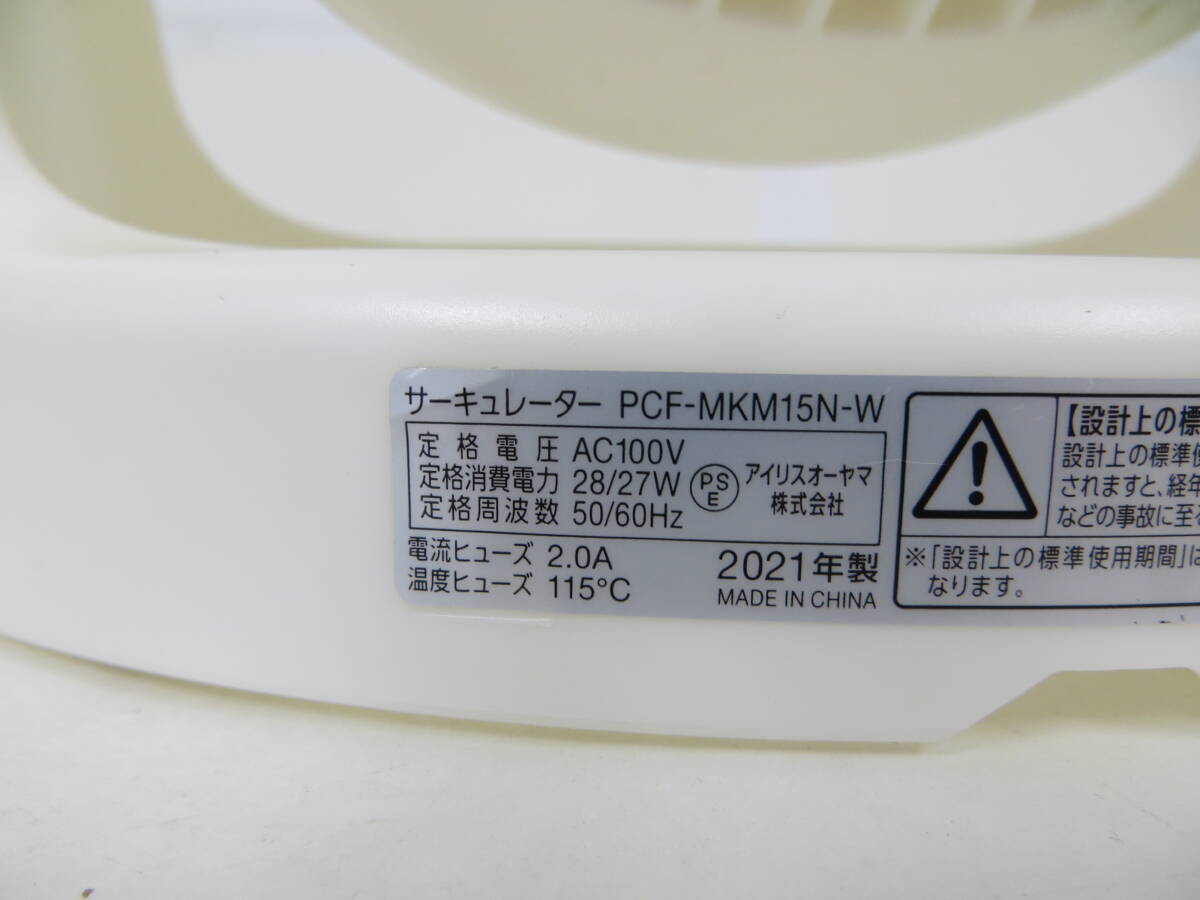 サーキュレーター PCF-MKM15N-W
定格電圧 AC100V
定格消費電力 28/27W
定格周波数 50/60Hz
PS
E
アイリスオーヤマ
株式会社
電流ヒューズ 2.0A
温度ヒューズ 115°C
2021年製
MADE IN CHINA
【設計上の標
設計上の標準使
されますと、経年
などの事故に至る
※「設計上の標準使用期間」は
なります。